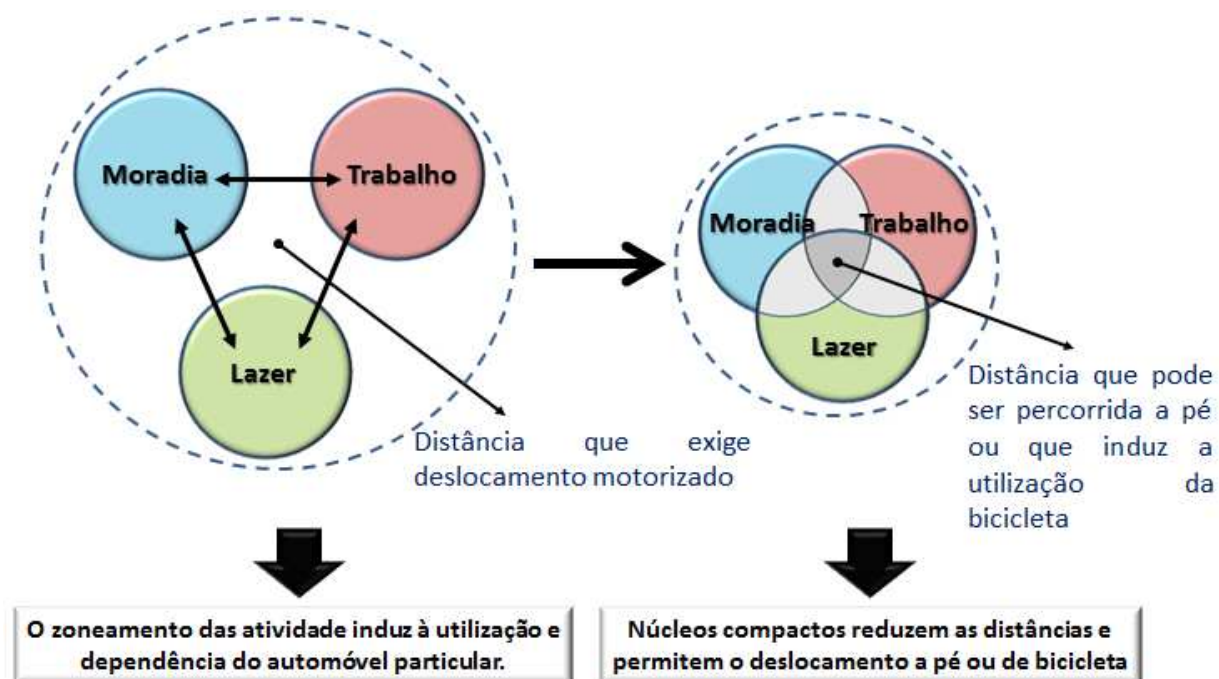 Moradia
Trabalho
Lazer
Distância que exige
deslocamento motorizado
O zoneamento das atividade induz à utilização e
dependência do automóvel particular.
Moradia
Trabalho
Lazer
Distância que pode
ser percorrida a pé
ou que induz a
utilização da
bicicleta
Núcleos compactos reduzem as distâncias e
permitem o deslocamento a pé ou de bicicleta